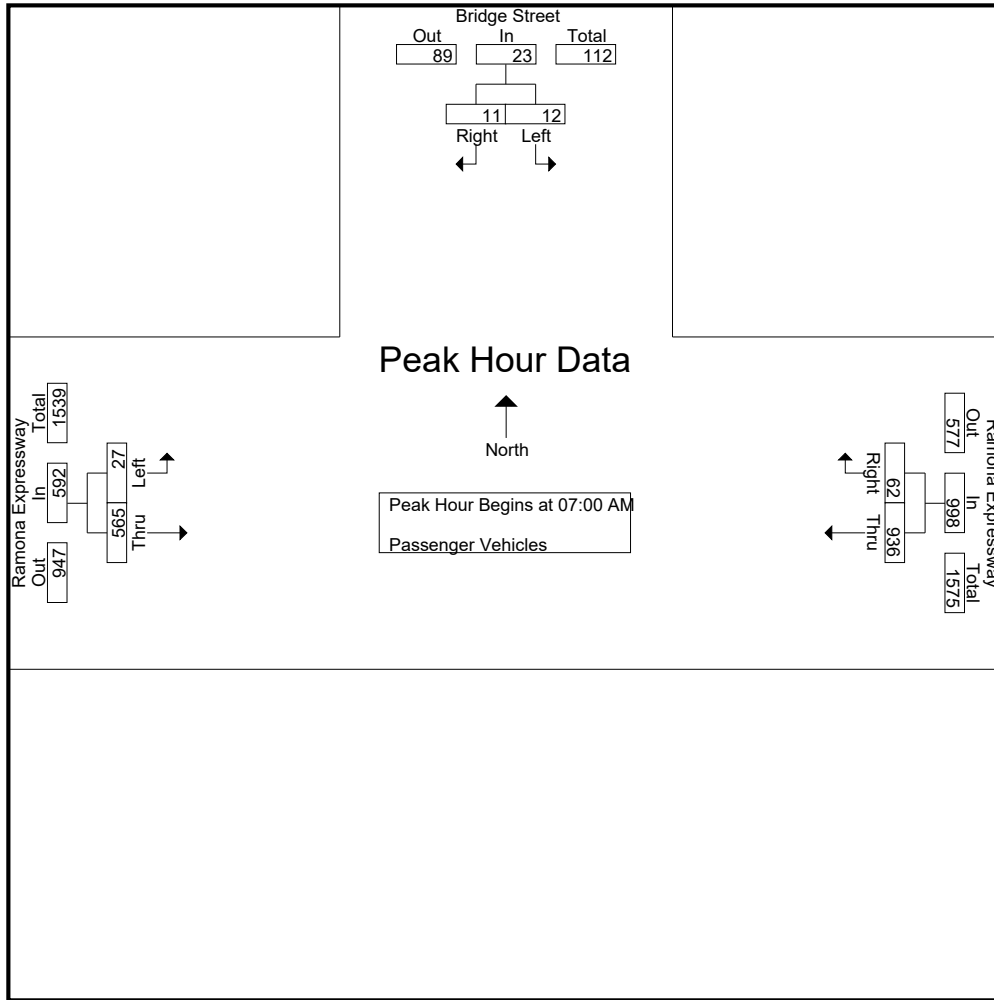 Bridge Street
Out In Total
89 23 112
11 12
Right Left
Peak Hour Data
North
Peak Hour Begins at 07:00 AM
Passenger Vehicles
Ramona Expressway
Total In Out
1539 592 947
27 565
Left Thru
Ramona Expressway
Out In Total
577 998 1575
62 936
Right Thru